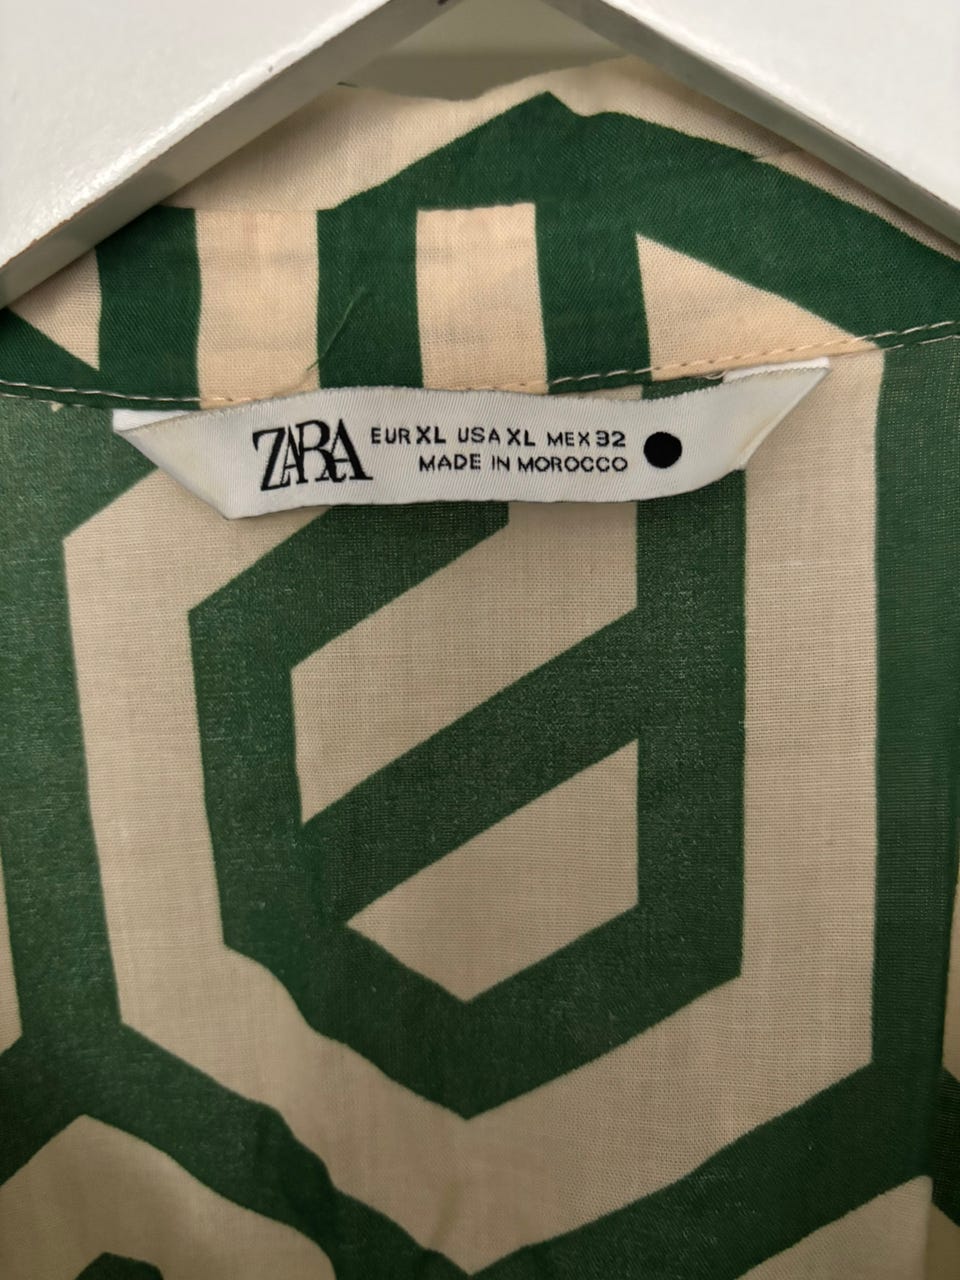 ZARA EUR XL USA XL MEX 32
MADE IN MOROCCO